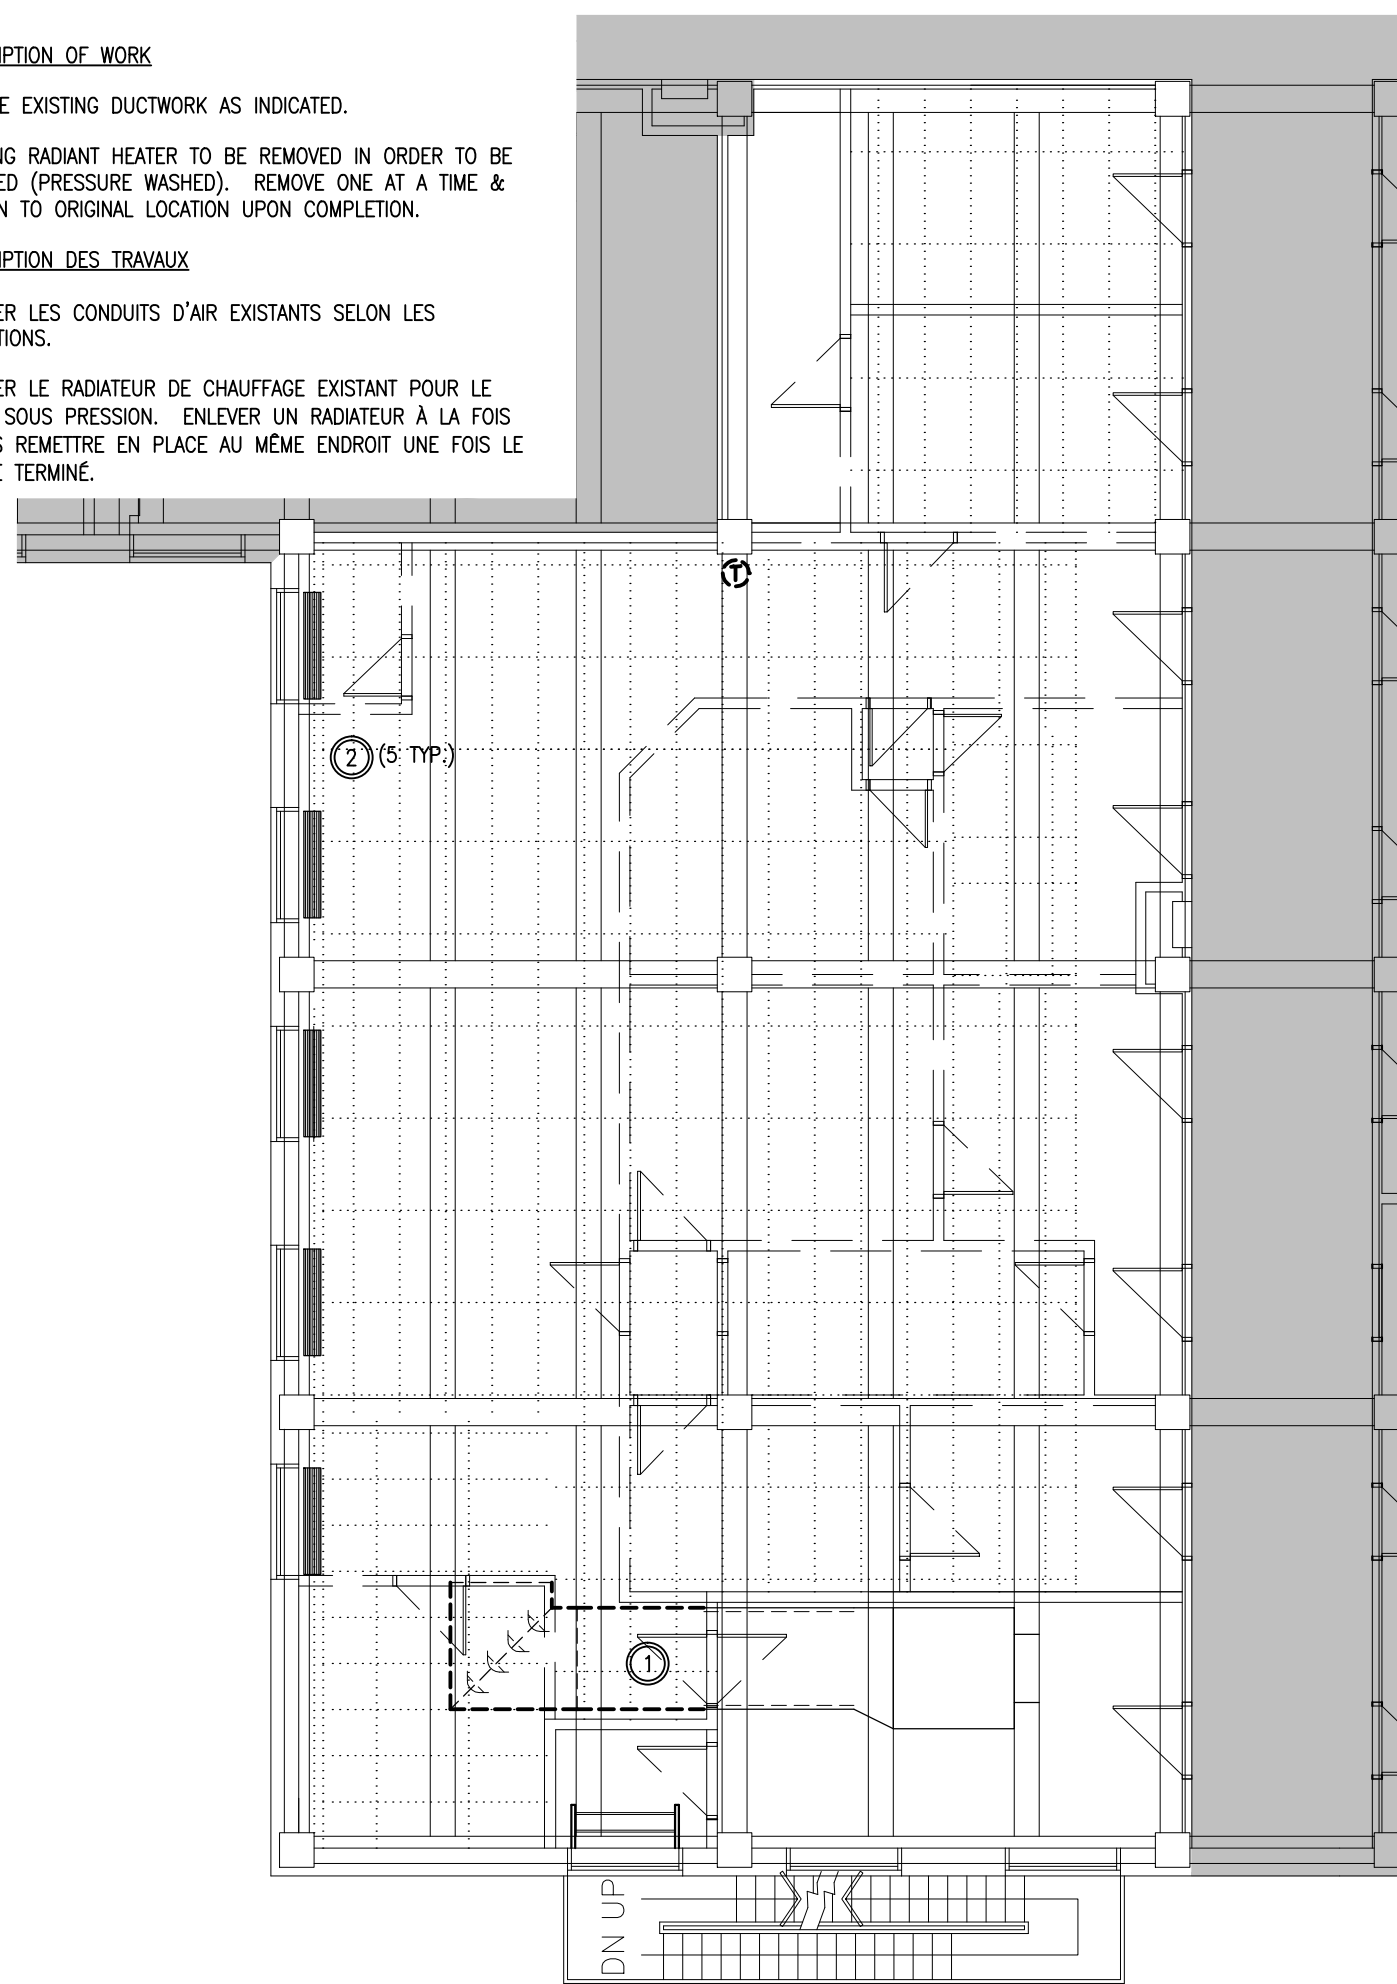 IPTION OF WORK
E EXISTING DUCTWORK AS INDICATED.
NG RADIANT HEATER TO BE REMOVED IN ORDER TO BE
ED (PRESSURE WASHED). REMOVE ONE AT A TIME &
N TO ORIGINAL LOCATION UPON COMPLETION.
IPTION DES TRAVAUX
ER LES CONDUITS D'AIR EXISTANTS SELON LES
TIONS.
ER LE RADIATEUR DE CHAUFFAGE EXISTANT POUR LE
SOUS PRESSION. ENLEVER UN RADIATEUR À LA FOIS
S REMETTRE EN PLACE AU MÊME ENDROIT UNE FOIS LE
E TERMINÉ.
T
2 (5 TYP.)
1
DN UP